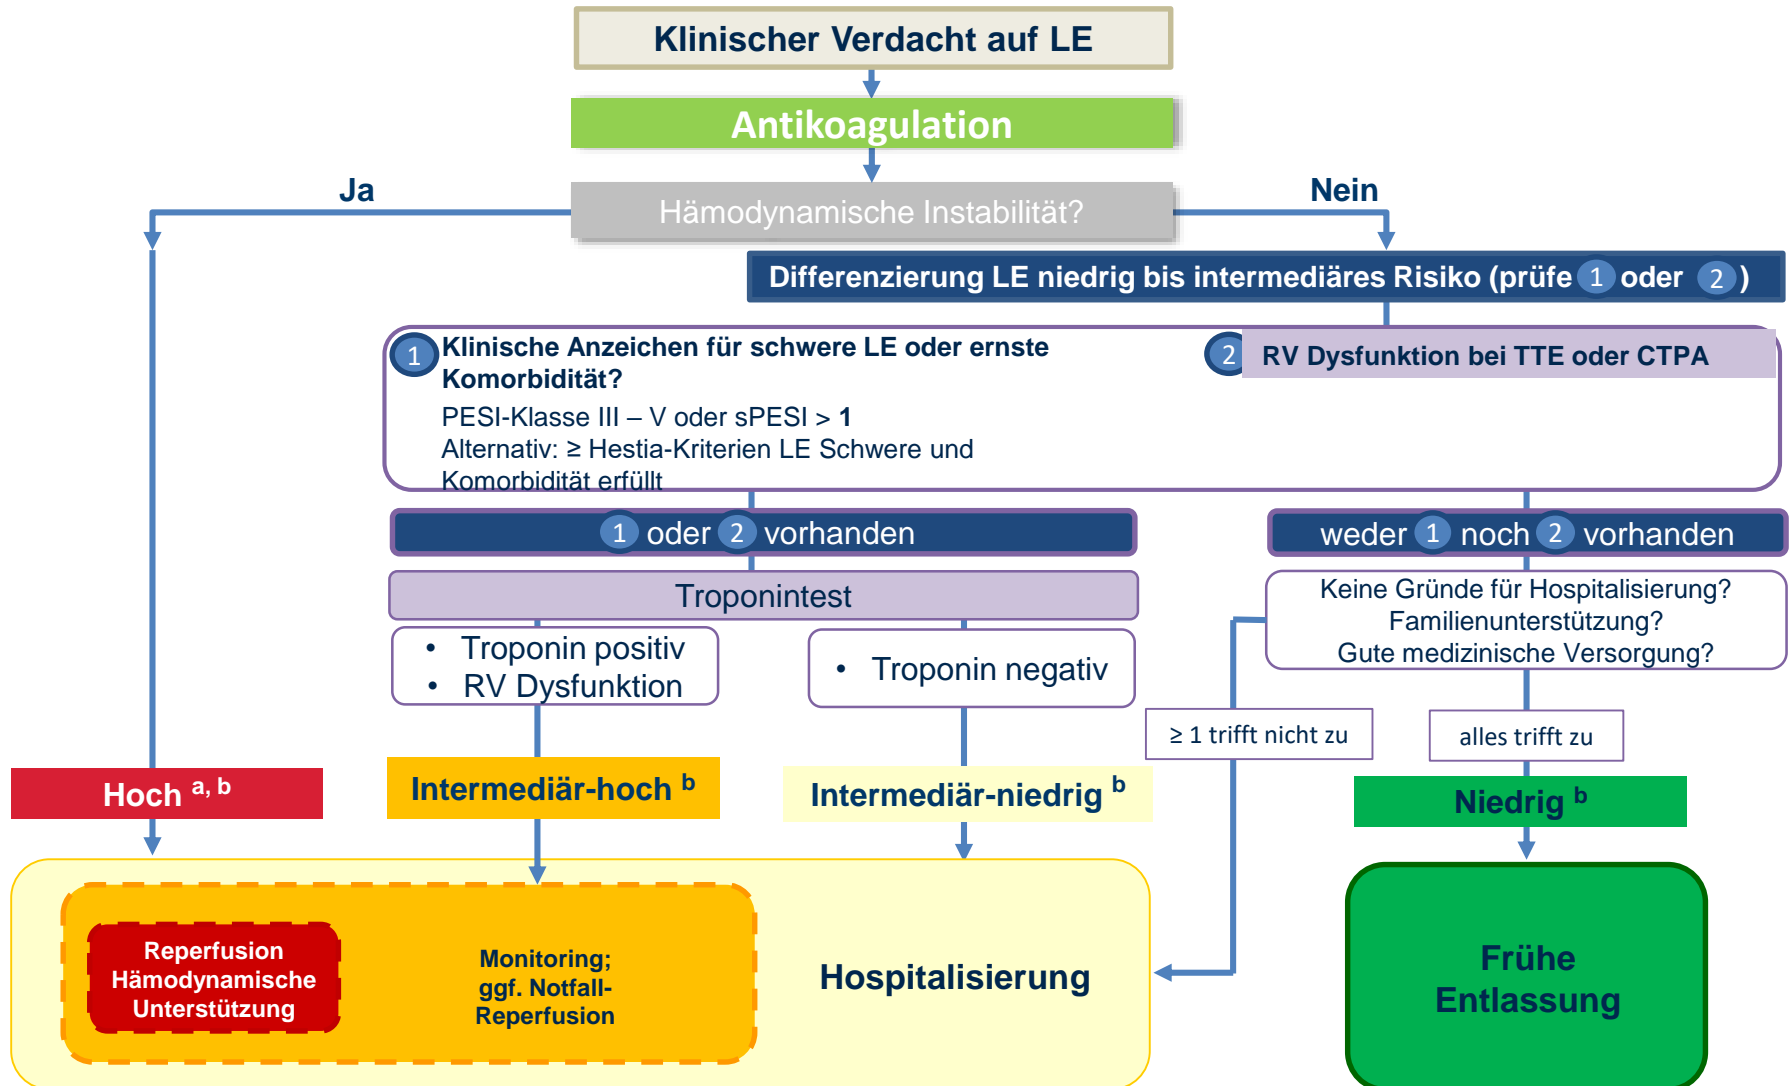 Klinischer Verdacht auf LE
Antikoagulation
Ja
Nein
Hämodynamische Instabilität?
Differenzierung LE niedrig bis intermediäres Risiko (prüfe 1 oder 2 )
1 Klinische Anzeichen für schwere LE oder ernste
Komorbidität?
PESI-Klasse III – V oder sPESI > 1
Alternativ: ≥ Hestia-Kriterien LE Schwere und
Komorbidität erfüllt
2 RV Dysfunktion bei TTE oder CTPA
1 oder 2 vorhanden
weder 1 noch 2 vorhanden
Troponintest
• Troponin positiv
• RV Dysfunktion
• Troponin negativ
Keine Gründe für Hospitalisierung?
Familienunterstützung?
Gute medizinische Versorgung?
≥ 1 trifft nicht zu
alles trifft zu
Hoch a, b
Intermediär-hoch b
Intermediär-niedrig b
Niedrig b
Reperfusion
Hämodynamische
Unterstützung
Monitoring;
ggf. Notfall-
Reperfusion
Hospitalisierung
Frühe
Entlassung